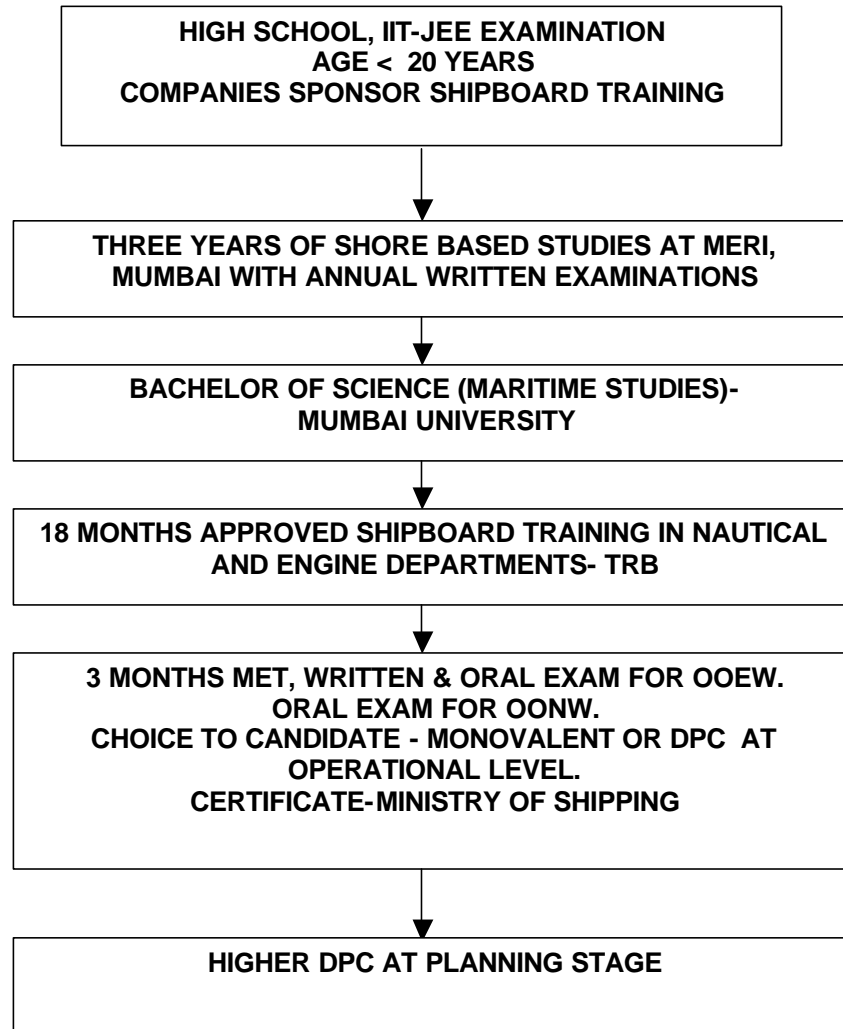 HIGH SCHOOL, IIT-JEE EXAMINATION
AGE < 20 YEARS
COMPANIES SPONSOR SHIPBOARD TRAINING
THREE YEARS OF SHORE BASED STUDIES AT MERI,
MUMBAI WITH ANNUAL WRITTEN EXAMINATIONS
BACHELOR OF SCIENCE (MARITIME STUDIES)-
MUMBAI UNIVERSITY
18 MONTHS APPROVED SHIPBOARD TRAINING IN NAUTICAL
AND ENGINE DEPARTMENTS- TRB
3 MONTHS MET, WRITTEN & ORAL EXAM FOR OOEW.
ORAL EXAM FOR OONW.
CHOICE TO CANDIDATE - MONOVALENT OR DPC AT
OPERATIONAL LEVEL.
CERTIFICATE-MINISTRY OF SHIPPING
HIGHER DPC AT PLANNING STAGE